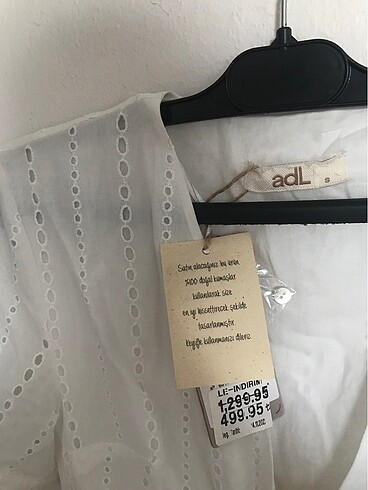 adL
S
Satın alacağınız bu ürün
%100 doğal kumaşlar
kullanılarak size
en iyi hissettirecek şekilde
tasarlanmıştır.
Keyifle kullanmanızı dileriz.
LE-İNDİRİM
1,299.95
499.95 ₺